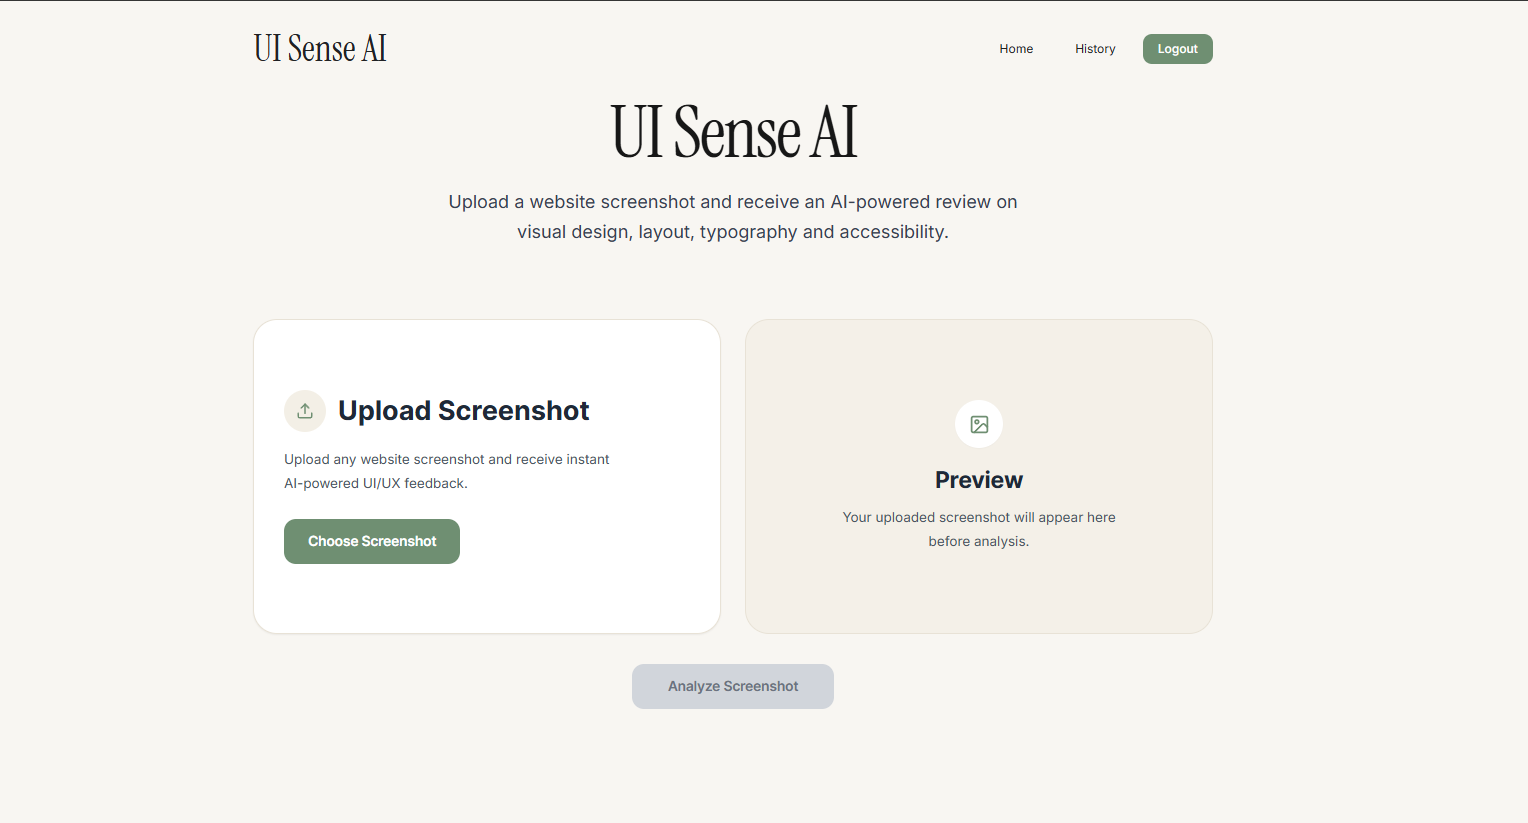 UI Sense AI
Home
History
Logout
UI Sense AI
Upload a website screenshot and receive an AI-powered review on
visual design, layout, typography and accessibility.
Upload Screenshot
Upload any website screenshot and receive instant
AI-powered UI/UX feedback.
Choose Screenshot
Preview
Your uploaded screenshot will appear here
before analysis.
Analyze Screenshot